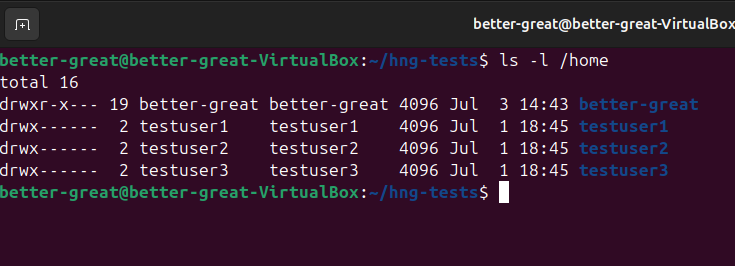 better-great@better-great-VirtualBox
better-great@better-great-VirtualBox:~/hng-tests$ ls -l /home
total 16
drwxr-x--- 19 better-great better-great 4096 Jul  3 14:43 better-great
drwx------  2 testuser1    testuser1    4096 Jul  1 18:45 testuser1
drwx------  2 testuser2    testuser2    4096 Jul  1 18:45 testuser2
drwx------  2 testuser3    testuser3    4096 Jul  1 18:45 testuser3
better-great@better-great-VirtualBox:~/hng-tests$